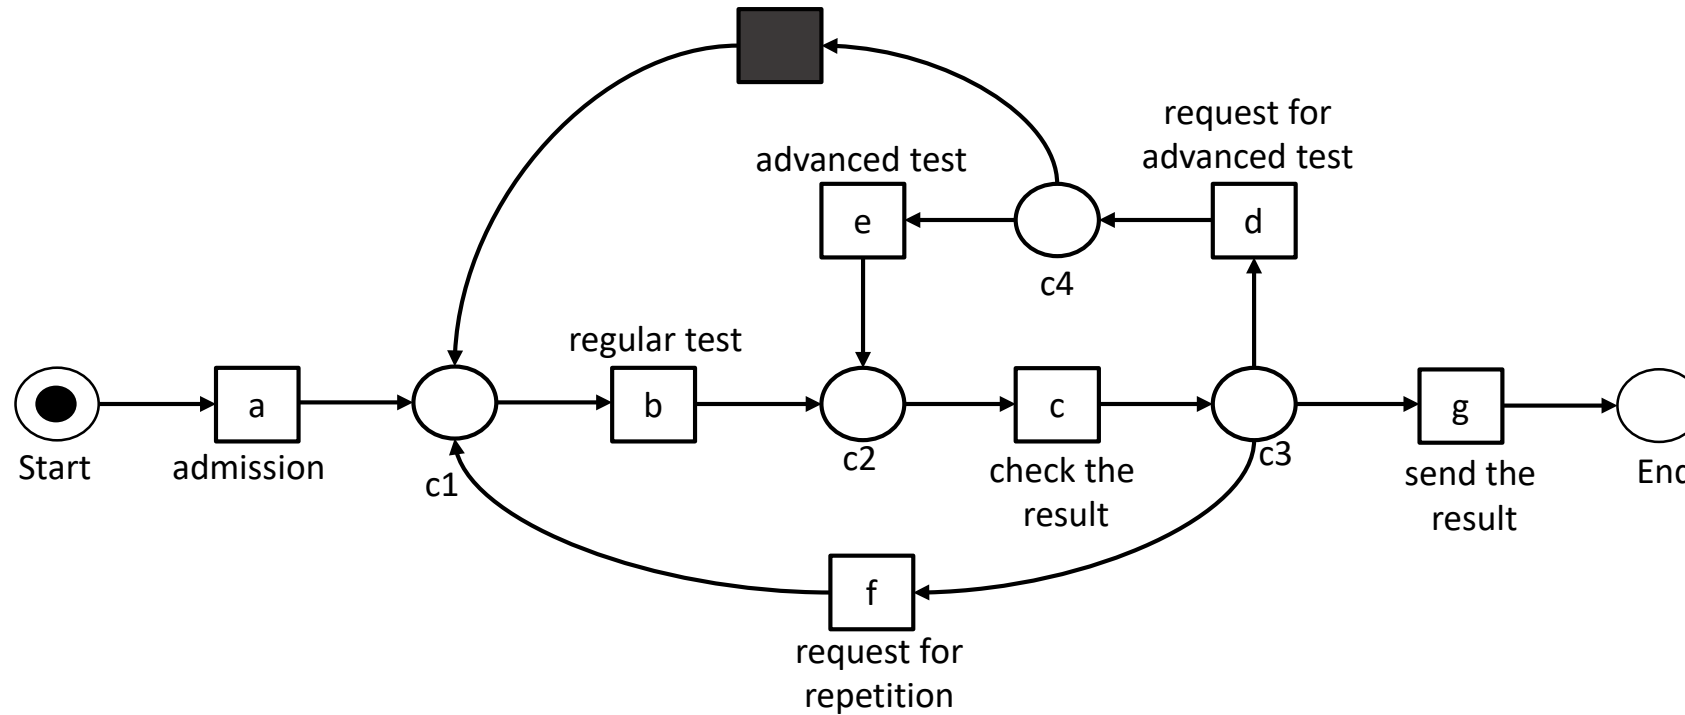 request for
advanced test
advanced test
e
d
c4
regular test
a
b
c
g
Start
admission
c1
c2
check the
result
c3
send the
result
End
f
request for
repetition